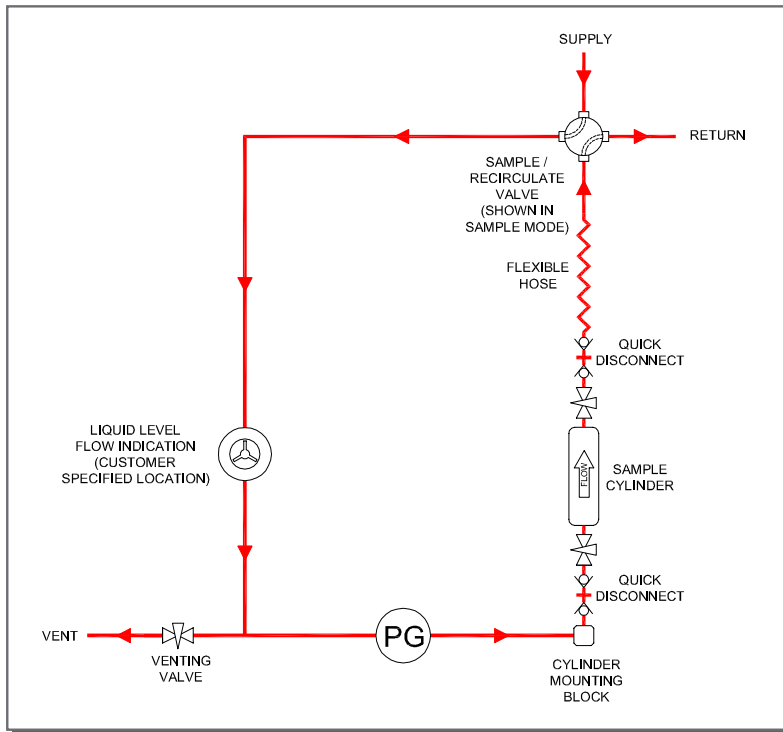 SUPPLY
RETURN
SAMPLE /
RECIRCULATE
VALVE
(SHOWN IN
SAMPLE MODE)
FLEXIBLE
HOSE
QUICK
DISCONNECT
LIQUID LEVEL
FLOW INDICATION
(CUSTOMER
SPECIFIED LOCATION)
FLOW
SAMPLE
CYLINDER
QUICK
DISCONNECT
VENT
VENTING
VALVE
PG
CYLINDER
MOUNTING
BLOCK